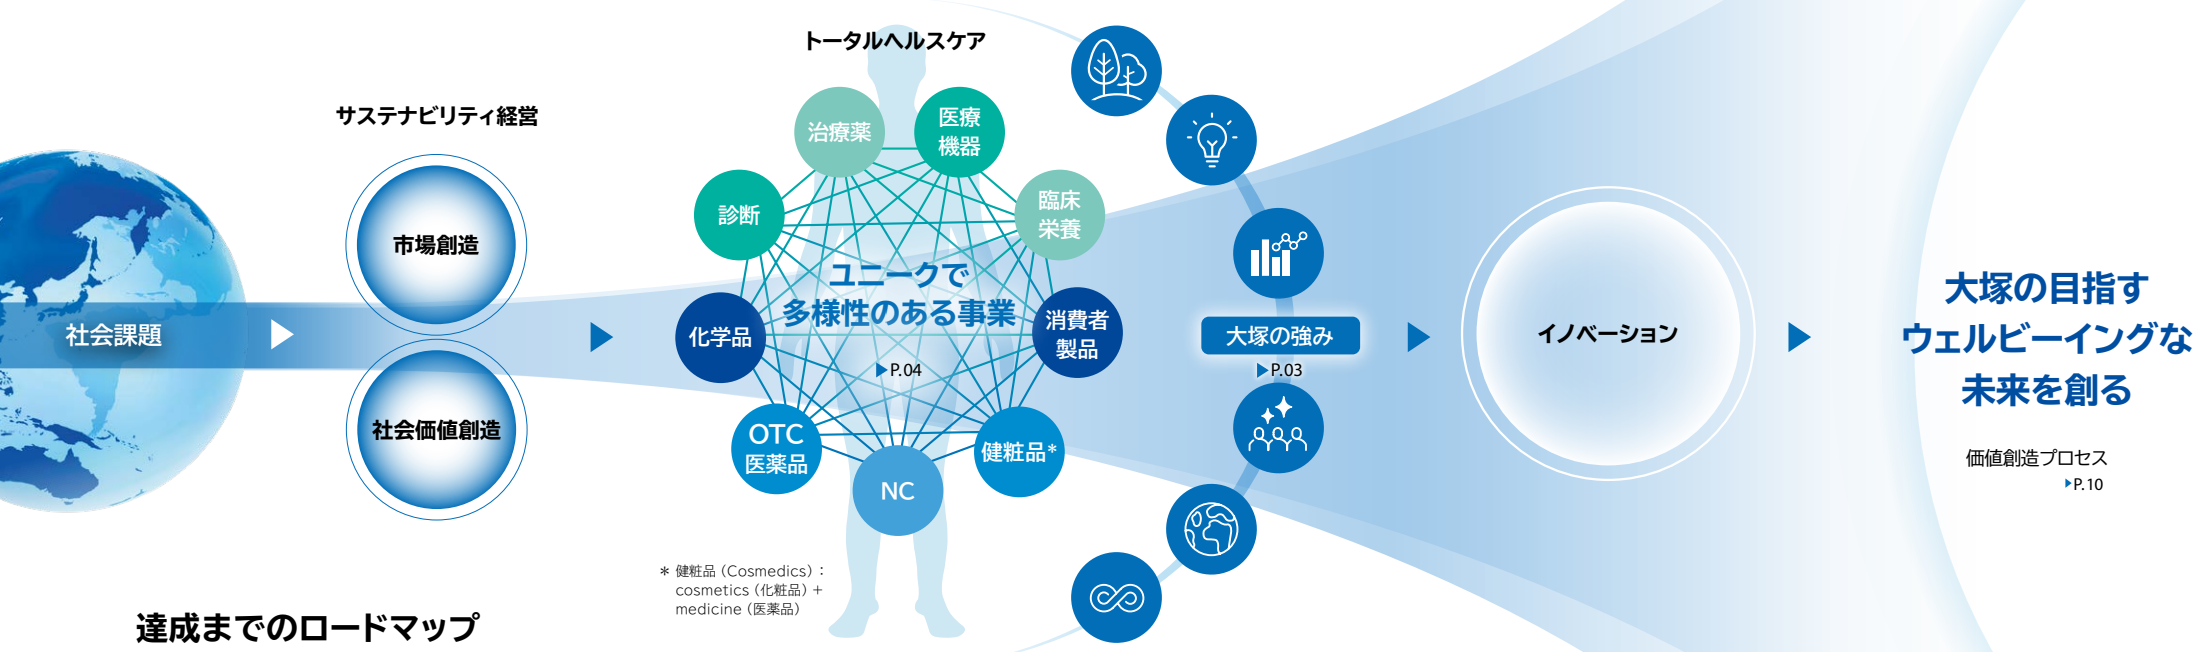 トータルヘルスケア
サステナビリティ経営
社会課題
市場創造
社会価値創造
治療薬
医療
機器
診断
臨床
栄養
ユニークで
多様性のある事業
▶P.04
化学品
消費者
製品
OTC
医薬品
健粧品*
NC
* 健粧品（Cosmedics）：
cosmetics（化粧品）+
medicine（医薬品）
大塚の強み
▶P.03
イノベーション
大塚の目指す
ウェルビーイングな
未来を創る
価値創造プロセス
▶P.10
達成までのロードマップ